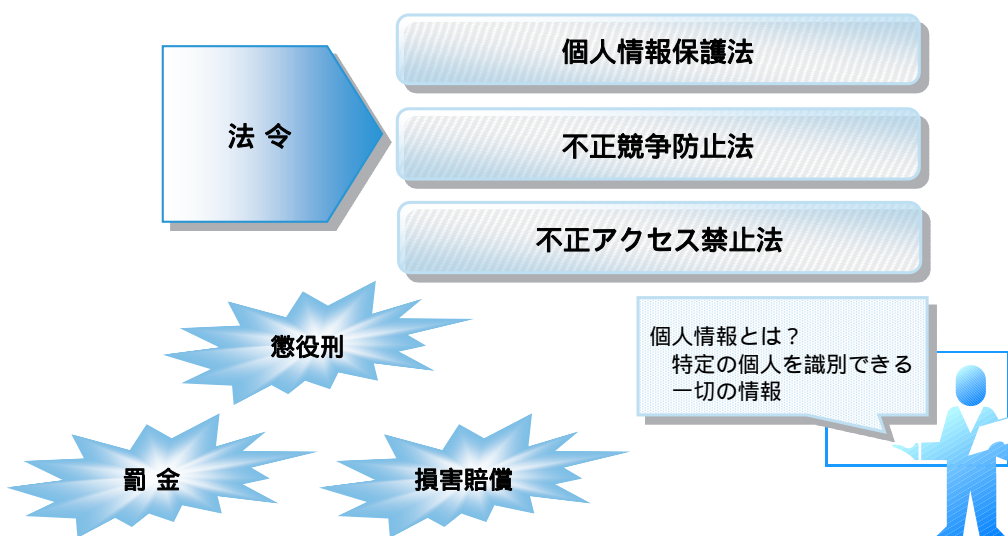 法 令
個人情報保護法
不正競争防止法
不正アクセス禁止法
懲役刑
罰 金
損害賠償
個人情報とは？
特定の個人を識別できる
一切の情報